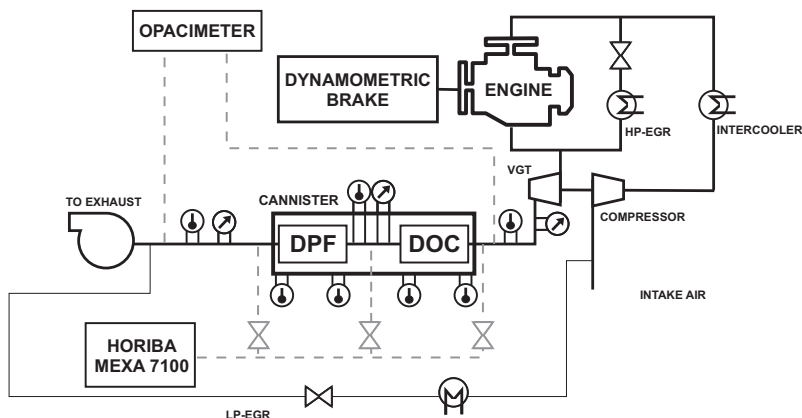 OPACIMETER
DYNAMOMETRIC
BRAKE
ENGINE
HP-EGR
INTERCOOLER
VGT
COMPRESSOR
TO EXHAUST
CANNISTER
DPF
DOC
INTAKE AIR
HORIBA
MEXA 7100
LP-EGR